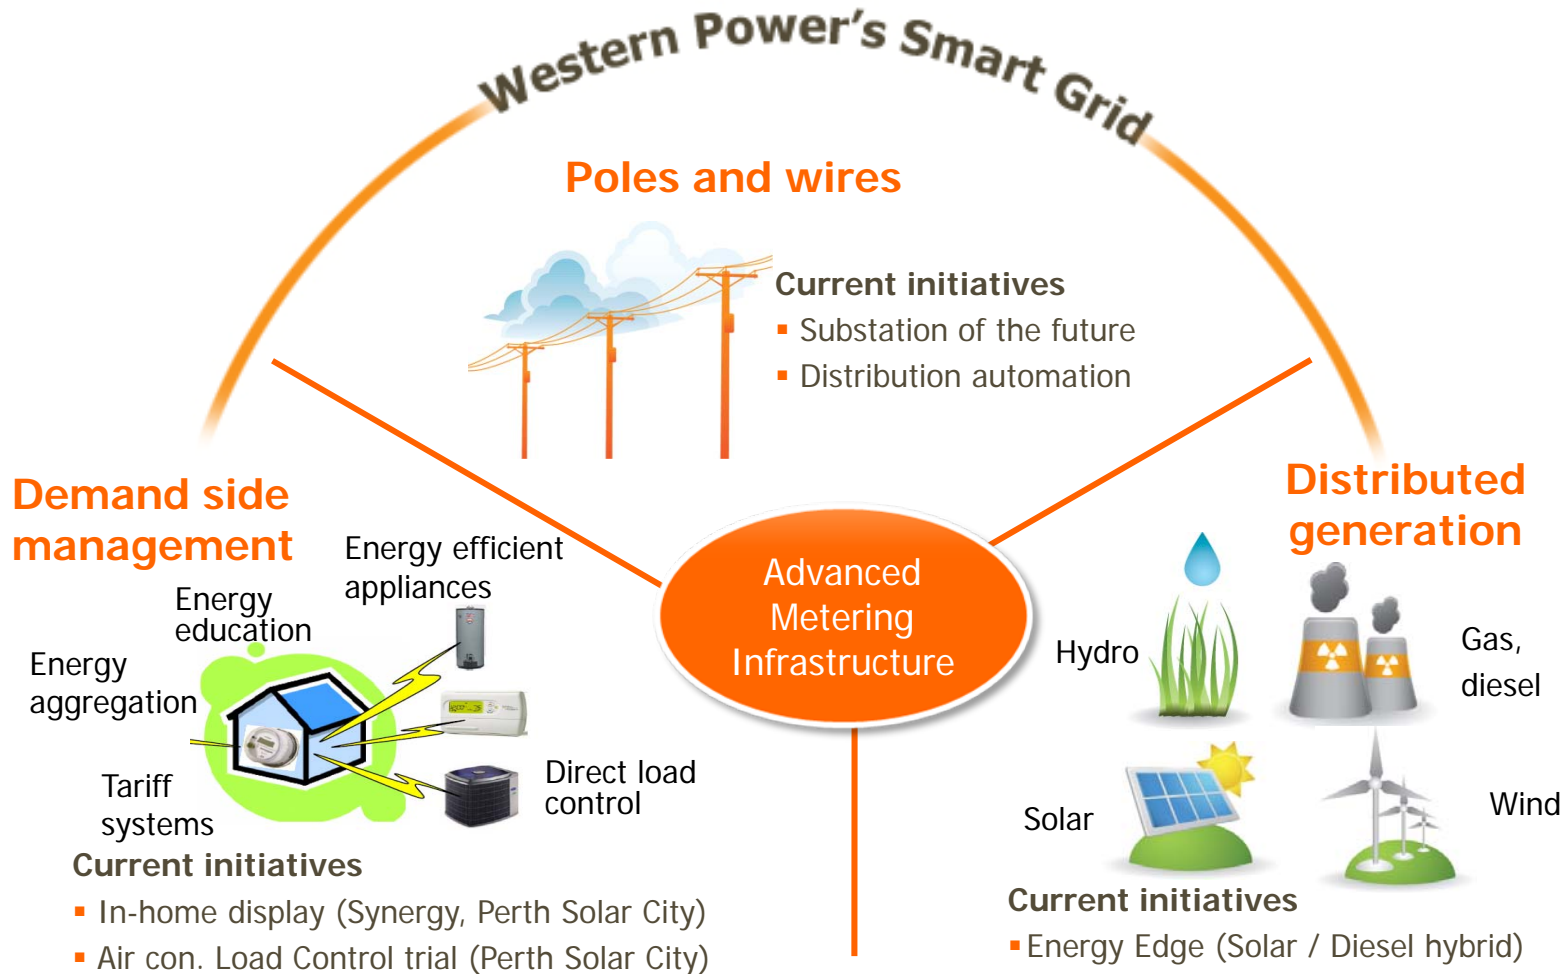 Western Power's Smart Grid
Poles and wires
Current initiatives
▪ Substation of the future
▪ Distribution automation
Demand side
management
Energy efficient
appliances
Energy
education
Energy
aggregation
Tariff
systems
Direct load
control
Current initiatives
▪ In-home display (Synergy, Perth Solar City)
▪ Air con. Load Control trial (Perth Solar City)
Advanced
Metering
Infrastructure
Distributed
generation
Hydro
Gas,
diesel
Solar
Wind
Current initiatives
▪ Energy Edge (Solar / Diesel hybrid)